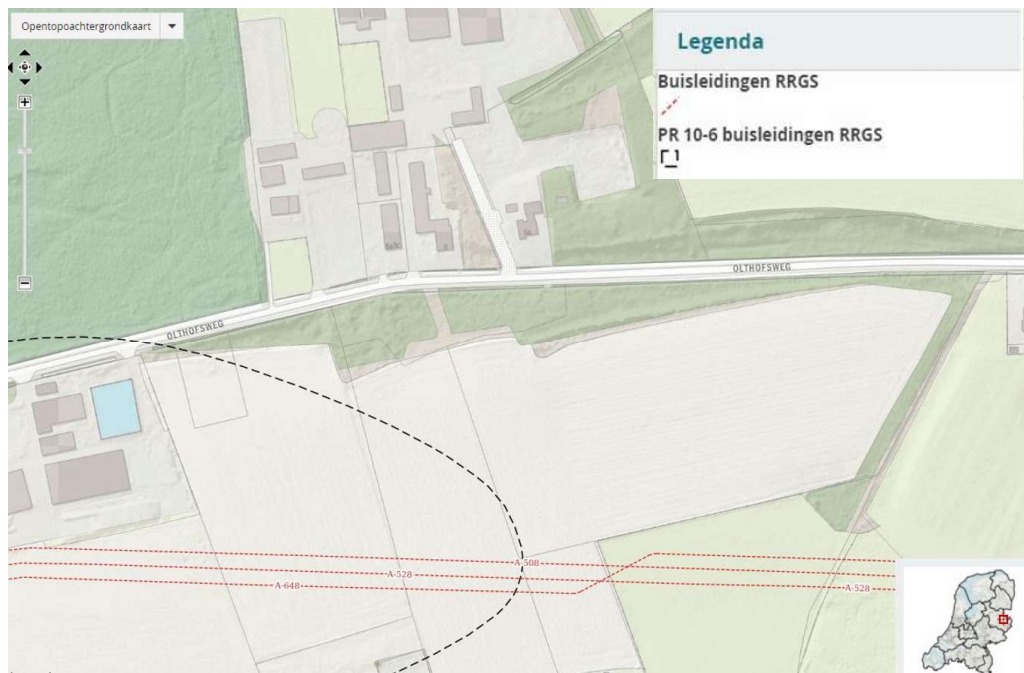 Opentopoachtergrondkaart
Legenda
Buisleidingen RRGS
PR 10-6 buisleidingen RRGS
OLTHOFSWEG
OLTHOFSWEG
A-508
A-528
A-648
A-528